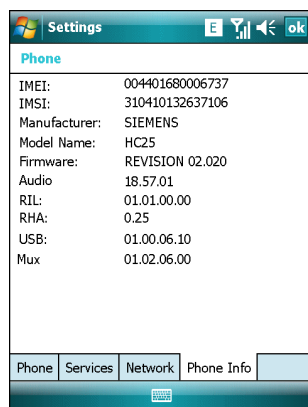 Settings E ok
Phone
IMEI: 004401680006737
IMSI: 310410132637106
Manufacturer: SIEMENS
Model Name: HC25
Firmware: REVISION 02.020
Audio 18.57.01
RIL: 01.01.00.00
RHA: 0.25
USB: 01.00.06.10
Mux 01.02.06.00
Phone Services Network Phone Info